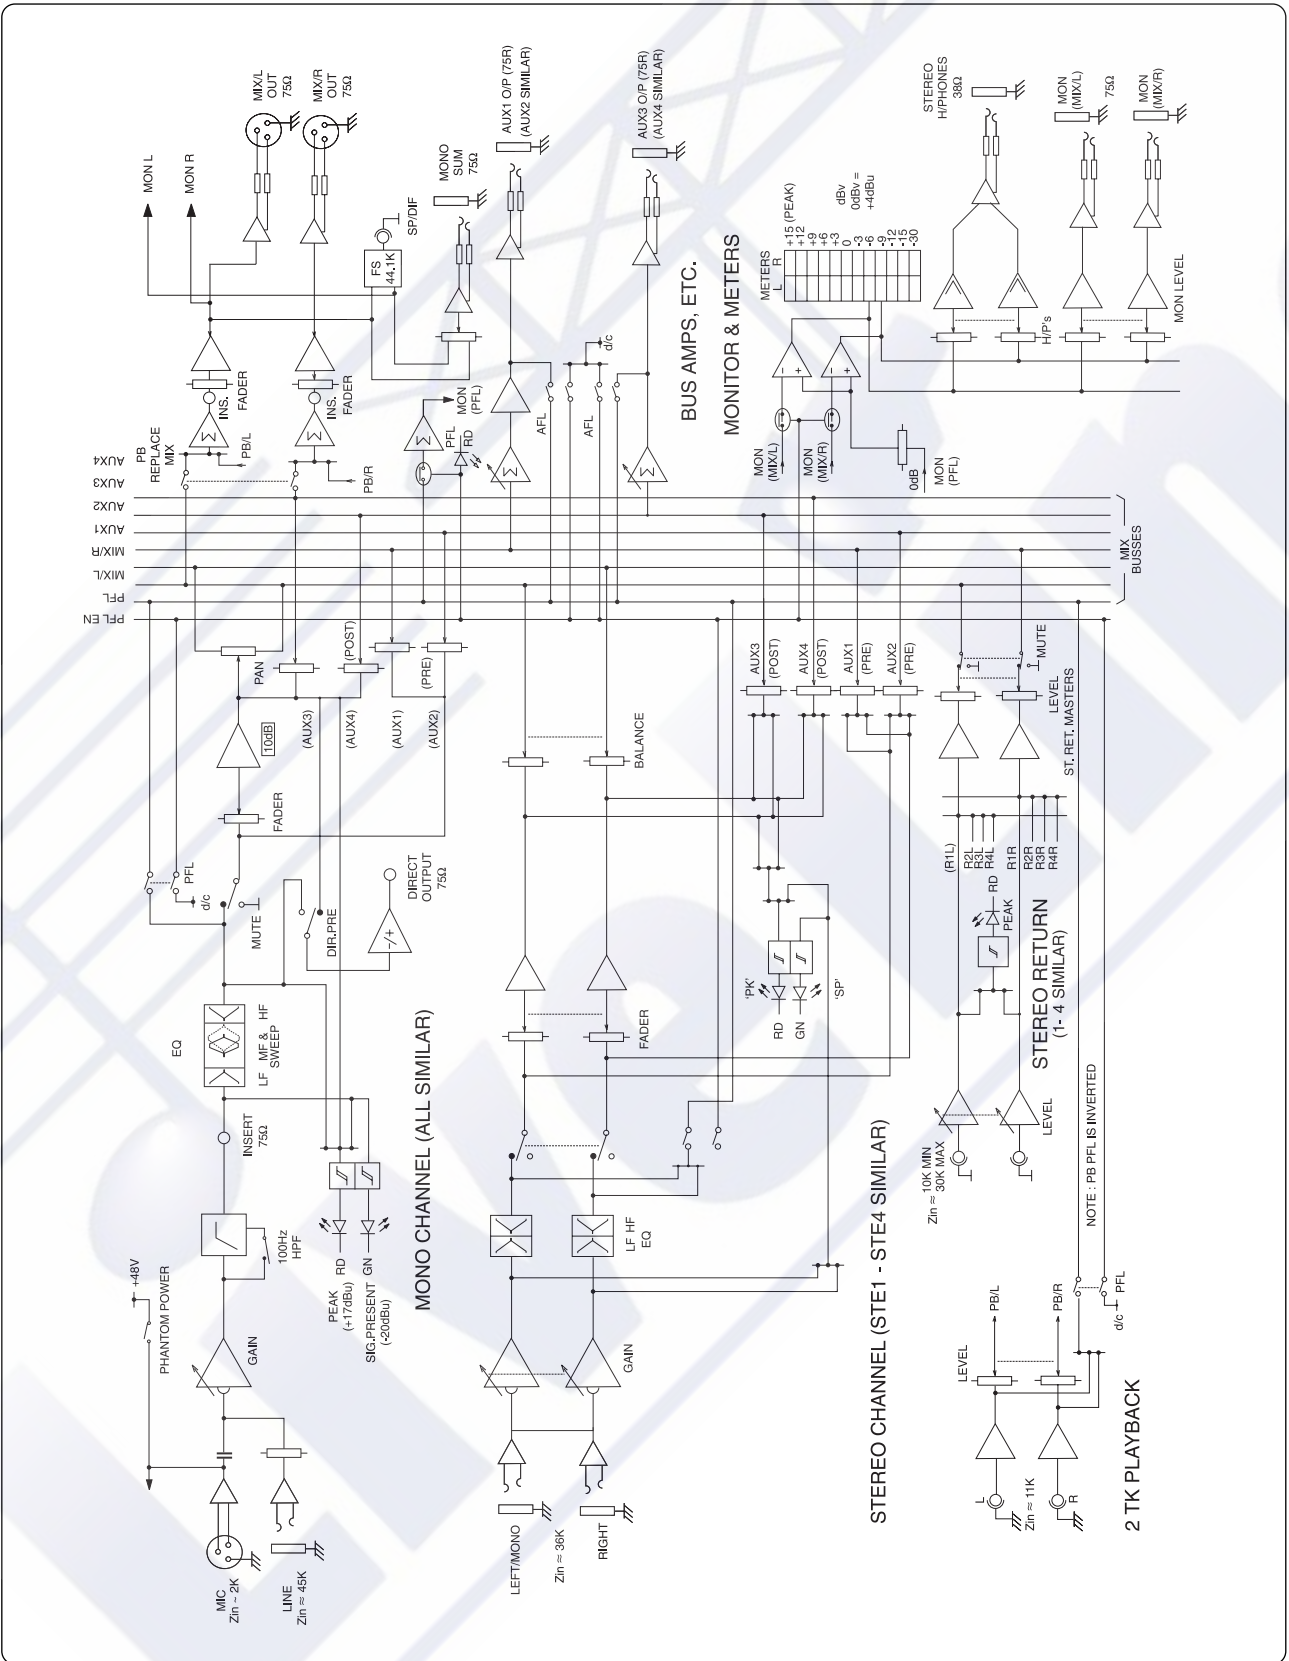 MIC
Zin ~ 2K
LINE
Zin ≈ 45K
+48V
PHANTOM POWER
GAIN
100Hz
HPF
INSERT
75Ω
EQ
LF MF & HF
SWEEP
PEAK
(+17dBu)
RD
SIG.PRESENT
(-20dBu)
GN
MUTE
d/c
PFL
DIR.PRE
-/+
DIRECT
OUTPUT
75Ω
FADER
10dB
PAN
(AUX3)
(AUX4)
(POST)
(AUX1)
(AUX2)
(PRE)
MONO CHANNEL (ALL SIMILAR)
LEFT/MONO
Zin ≈ 36K
RIGHT
GAIN
LF HF
EQ
FADER
BALANCE
'PK'
RD
GN
'SP'
AUX3
(POST)
AUX4
(POST)
AUX1
(PRE)
AUX2
(PRE)
STEREO CHANNEL (STE1 - STE4 SIMILAR)
Zin ≈ 10K MIN
30K MAX
LEVEL
PEAK
RD
(R1L)
R2L
R3L
R4L
R1R
R2R
R3R
R4R
LEVEL
ST. RET. MASTERS
MUTE
STEREO RETURN
(1- 4 SIMILAR)
L
Zin ≈ 11K
R
LEVEL
PB/L
PB/R
d/c
PFL
NOTE : PB PFL IS INVERTED
2 TK PLAYBACK
PFL EN
PFL
MIX/L
MIX/R
AUX1
AUX2
AUX3
AUX4
MIX
BUSSES
PB
REPLACE
MIX
PB/L
PB/R
Σ
INS.
FADER
Σ
INS.
FADER
MON L
MON R
MIX/L
OUT
75Ω
MIX/R
OUT
75Ω
FS
44.1K
SP/DIF
MONO
SUM
75Ω
Σ
MON
(PFL)
PFL
RD
Σ
AUX1 O/P (75R)
(AUX2 SIMILAR)
AFL
AFL
d/c
Σ
AUX3 O/P (75R)
(AUX4 SIMILAR)
BUS AMPS, ETC.
MONITOR & METERS
MON
(MIX/L)
MON
(MIX/R)
0dB
MON
(PFL)
METERS
L R
+15 (PEAK)
+12
+9
+6
+3
0
-3
-6
-9
-12
-15
-30
dBv
0dBv =
+4dBu
- +
- +
H/P's
MON LEVEL
STEREO
H/PHONES
38Ω
MON
(MIX/L)
75Ω
MON
(MIX/R)